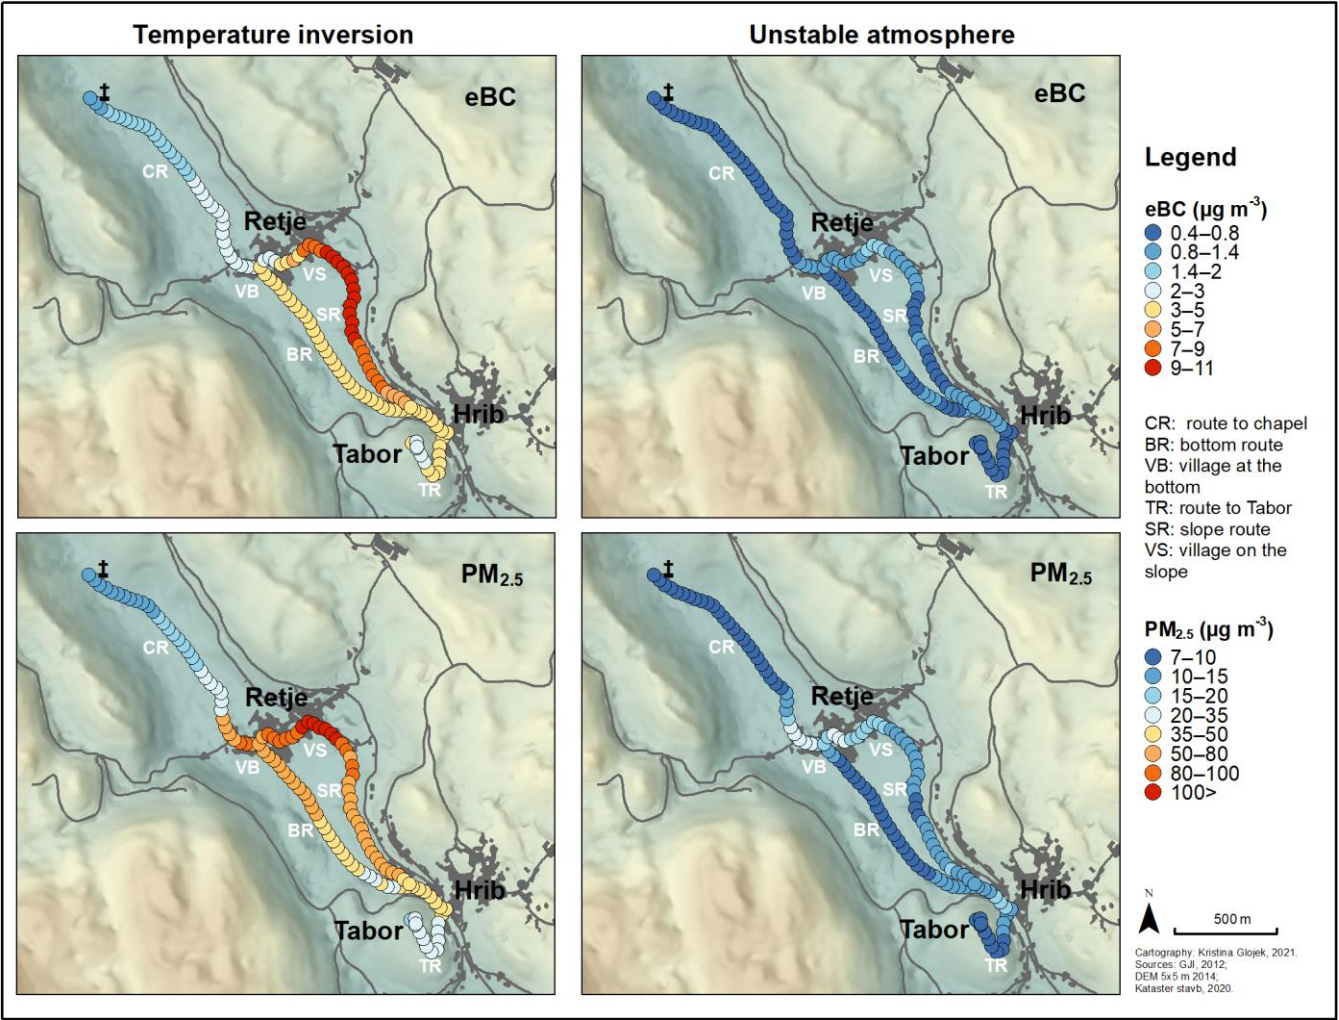 Temperature inversion
Unstable atmosphere
eBC
CR
Retje
VS
VB
SR
BR
Hrib
Tabor
TR
eBC
CR
Retje
VS
VB
SR
BR
Hrib
Tabor
TR
PM2.5
CR
Retje
VS
VB
SR
BR
Hrib
Tabor
TR
PM2.5
CR
Retje
VS
VB
SR
BR
Hrib
Tabor
TR
Legend
eBC (µg m-3)
0.4–0.8
0.8–1.4
1.4–2
2–3
3–5
5–7
7–9
9–11
CR: route to chapel
BR: bottom route
VB: village at the
bottom
TR: route to Tabor
SR: slope route
VS: village on the
slope
PM2.5 (µg m-3)
7–10
10–15
15–20
20–35
35–50
50–80
80–100
100>
N
500 m
Cartography: Kristina Glojek, 2021.
Sources: GJI, 2012;
DEM 5x5 m 2014;
Kataster stavb, 2020.